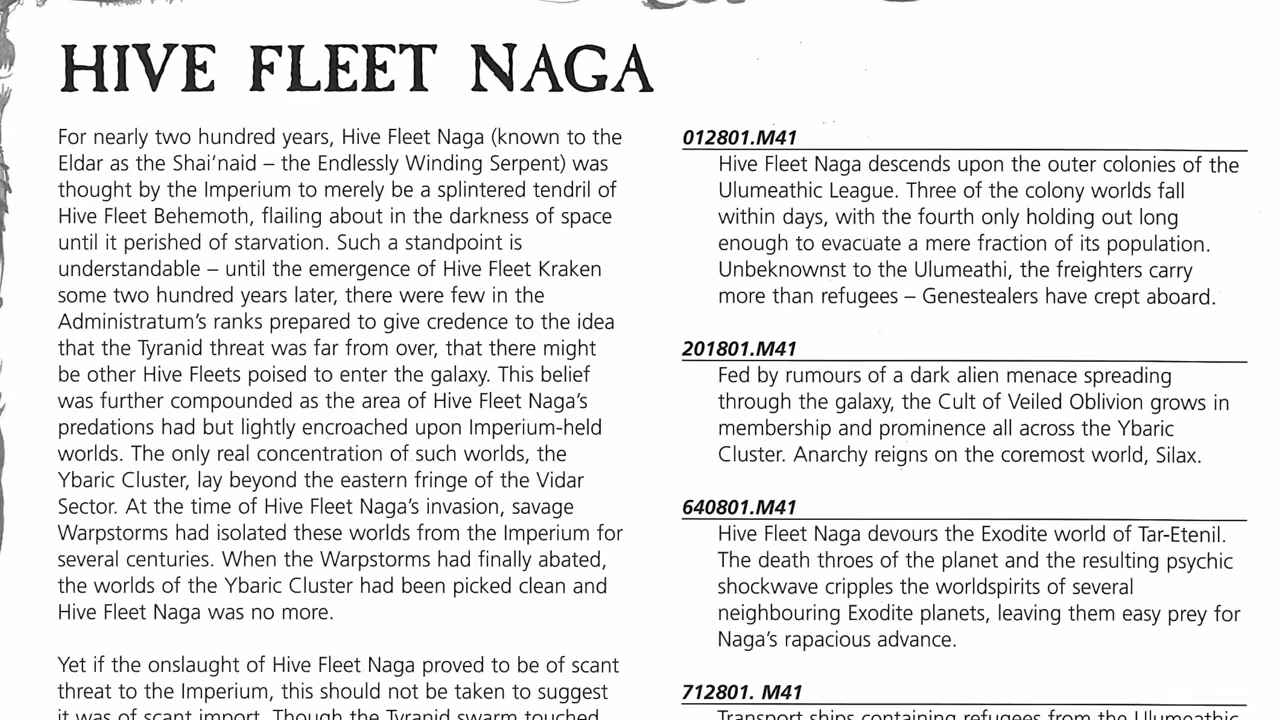 HIVE FLEET NAGA
For nearly two hundred years, Hive Fleet Naga (known to the
Eldar as the Shai'naid – the Endlessly Winding Serpent) was
thought by the Imperium to merely be a splintered tendril of
Hive Fleet Behemoth, flailing about in the darkness of space
until it perished of starvation. Such a standpoint is
understandable – until the emergence of Hive Fleet Kraken
some two hundred years later, there were few in the
Administratum's ranks prepared to give credence to the idea
that the Tyranid threat was far from over, that there might
be other Hive Fleets poised to enter the galaxy. This belief
was further compounded as the area of Hive Fleet Naga's
predations had but lightly encroached upon Imperium-held
worlds. The only real concentration of such worlds, the
Ybaric Cluster, lay beyond the eastern fringe of the Vidar
Sector. At the time of Hive Fleet Naga's invasion, savage
Warpstorms had isolated these worlds from the Imperium for
several centuries. When the Warpstorms had finally abated,
the worlds of the Ybaric Cluster had been picked clean and
Hive Fleet Naga was no more.
Yet if the onslaught of Hive Fleet Naga proved to be of scant
threat to the Imperium, this should not be taken to suggest
it was of scant import. Though the Tyranid swarm touched
012801.M41
Hive Fleet Naga descends upon the outer colonies of the
Ulumeathic League. Three of the colony worlds fall
within days, with the fourth only holding out long
enough to evacuate a mere fraction of its population.
Unbeknownst to the Ulumeathi, the freighters carry
more than refugees – Genestealers have crept aboard.
201801.M41
Fed by rumours of a dark alien menace spreading
through the galaxy, the Cult of Veiled Oblivion grows in
membership and prominence all across the Ybaric
Cluster. Anarchy reigns on the coremost world, Silax.
640801.M41
Hive Fleet Naga devours the Exodite world of Tar-Etenil.
The death throes of the planet and the resulting psychic
shockwave cripples the worldspirits of several
neighbouring Exodite planets, leaving them easy prey for
Naga's rapacious advance.
712801. M41
Transport ships containing refugees from the Ulumeathic